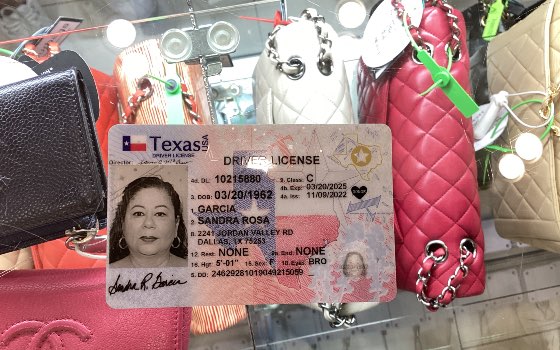 Texas USA
DRIVER LICENSE
Director
DRIVER LICENSE
4d. DL: 10215880 9. Class: C
3. DOB: 03/20/1962 4b. Exp: 03/20/2025
4a. Iss: 11/09/2022
1. GARCIA
2. SANDRA ROSA
8. 2241 JORDAN VALLEY RD
DALLAS, TX 75253
12. Rest: NONE 9a. End: NONE
16. Hgt: 5'-01" 15. Sex: F 18. Eyes: BRO
5. DD: 24629281019049215059
Sandra R. Garcia